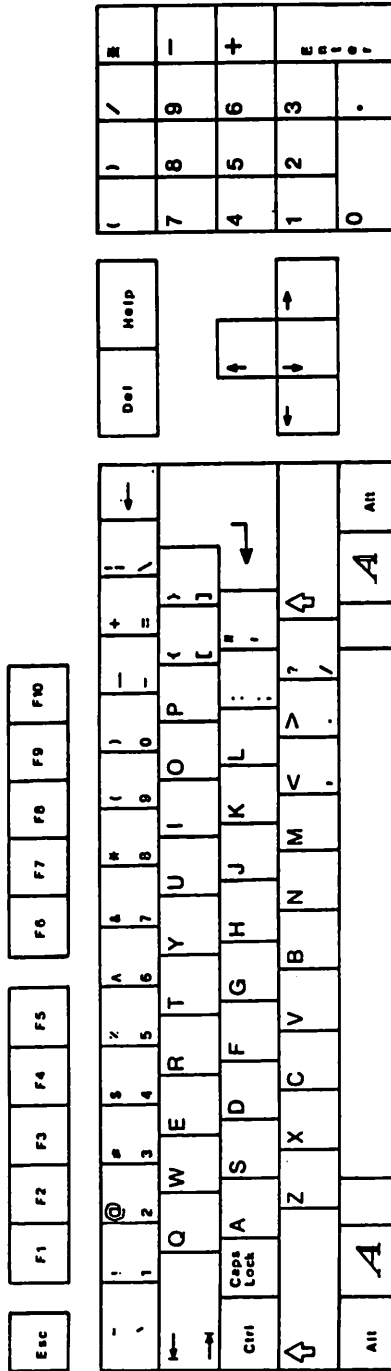 Esc F1 F2 F3 F4 F5 F6 F7 F8 F9 F10
~ ! @ # $ % ^ & * ( ) _ + | ← Del Help ( ) / *
` 1 2 3 4 5 6 7 8 9 0 - = \
Q W E R T Y U I O P { } 7 8 9 -
[ ]
Ctrl Caps Lock A S D F G H J K L : " 4 5 6 +
; '
Z X C V B N M < > ? 1 2 3 Enter
, . /
Alt A A Alt 0 .